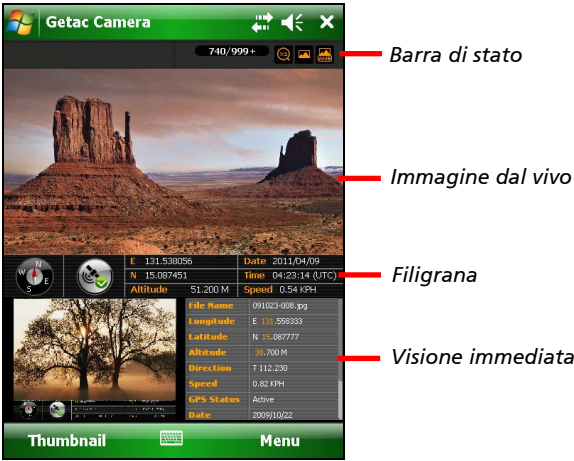 Getac Camera
740/999+
Barra di stato
Immagine dal vivo
N
W
E
S
E 131.538056
Date 2011/04/09
N 15.087451
Time 04:23:14 (UTC)
Altitude 51.200 M
Speed 0.54 KPH
Filigrana
File Name 091023-008.jpg
Longitude E 131.558333
Latitude N 15.087777
Altitude 38.700 M
Direction T 112.230
Speed 0.82 KPH
GPS Status Active
Date 2009/10/22
Visione immediata
Thumbnail
Menu